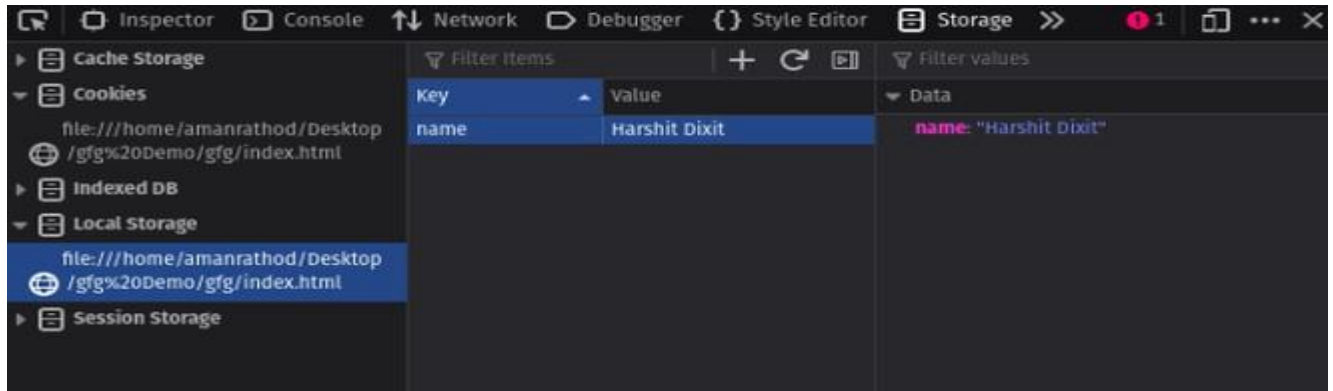 Inspector Console Network Debugger {} Style Editor Storage >> 1
Cache Storage
Cookies
file:///home/amanrathod/Desktop
/gfg%20Demo/gfg/index.html
Indexed DB
Local Storage
file:///home/amanrathod/Desktop
/gfg%20Demo/gfg/index.html
Session Storage
Filter Items
Key Value
name Harshit Dixit
Filter values
Data
name: "Harshit Dixit"